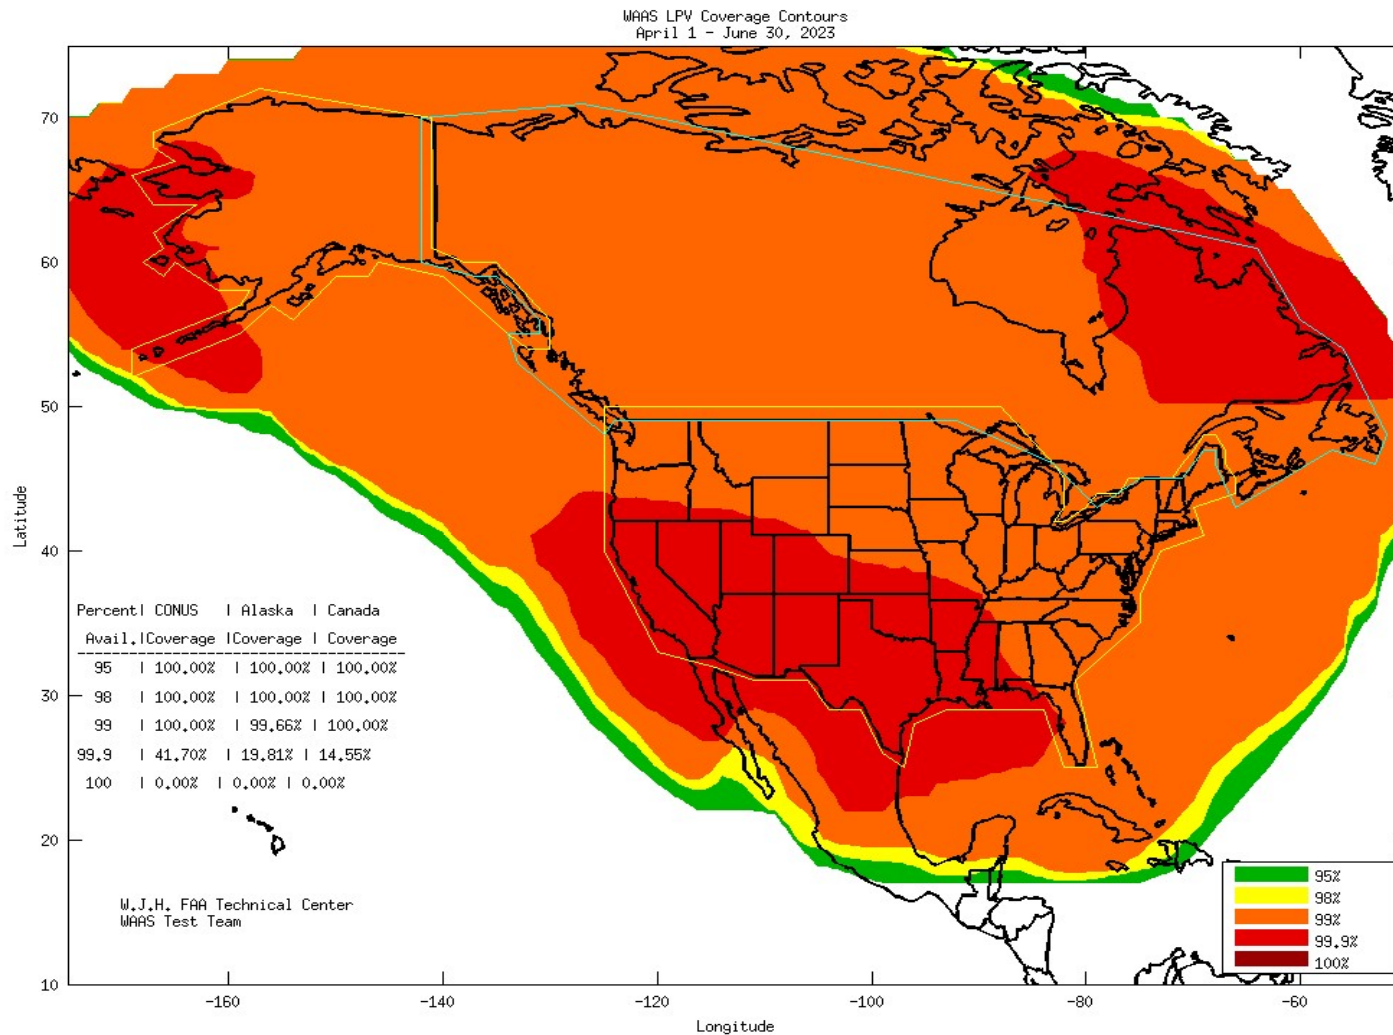 WAAS LPV Coverage Contours
April 1 - June 30, 2023
70
60
50
40
30
20
10
Latitude
Percent| CONUS | Alaska | Canada
Avail.|Coverage |Coverage | Coverage
95 | 100.00% | 100.00% | 100.00%
98 | 100.00% | 100.00% | 100.00%
99 | 100.00% | 99.66% | 100.00%
99.9 | 41.70% | 19.81% | 14.55%
100 | 0.00% | 0.00% | 0.00%
W.J.H. FAA Technical Center
WAAS Test Team
95%
98%
99%
99.9%
100%
-160 -140 -120 -100 -80 -60
Longitude